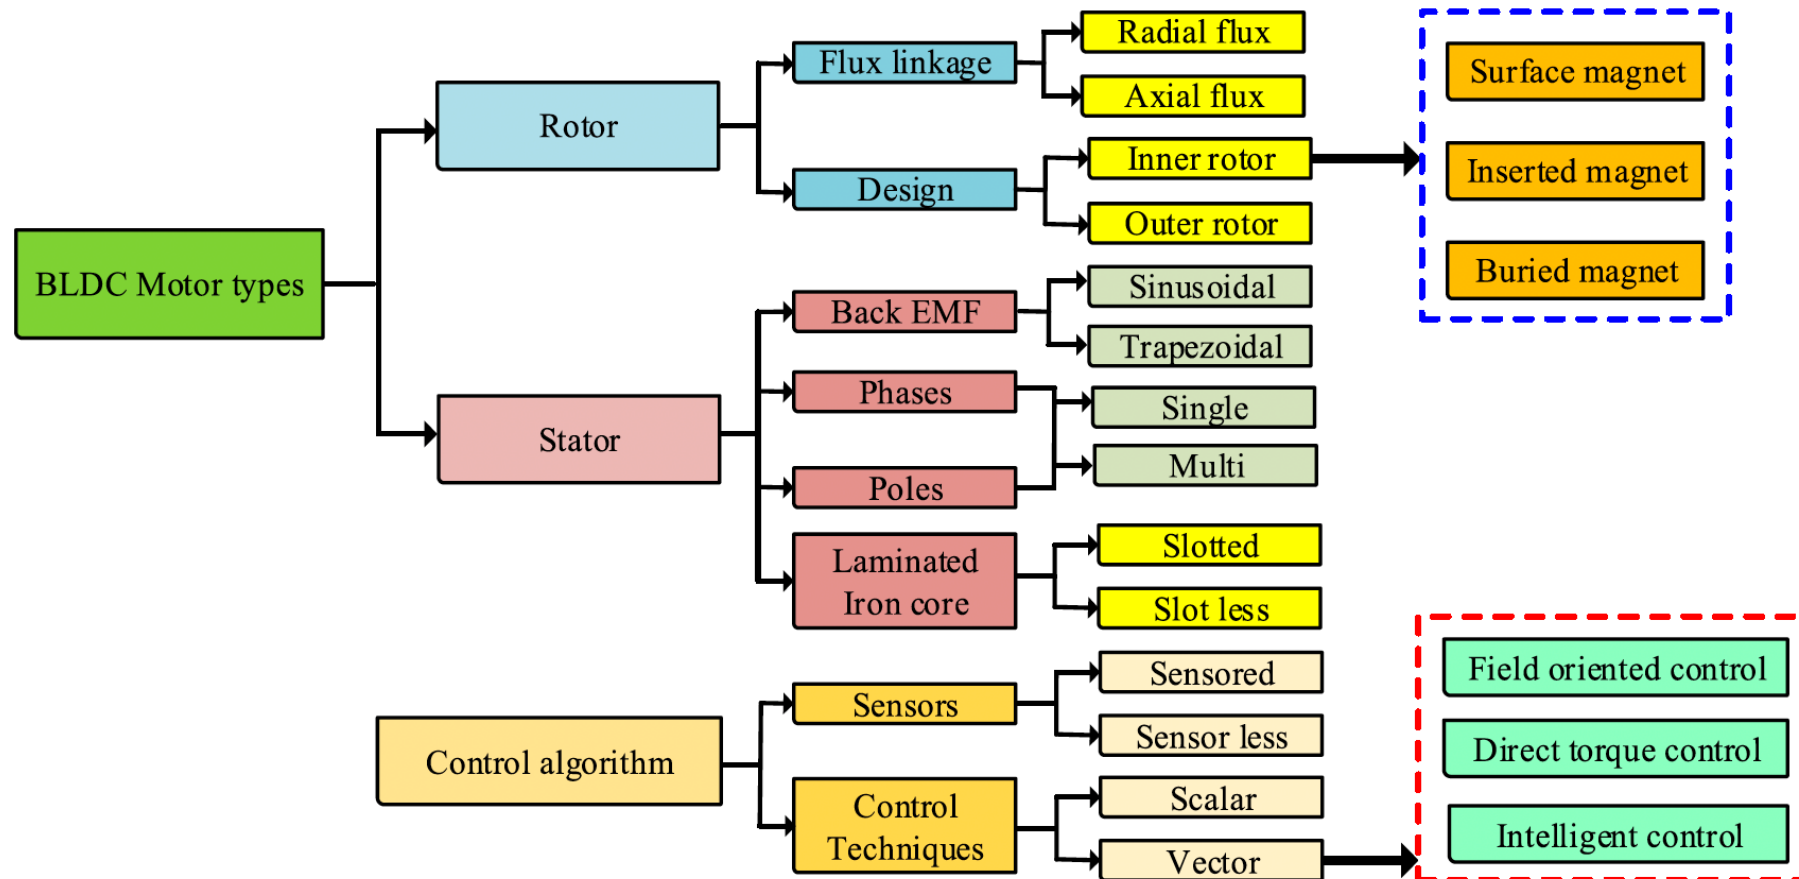 BLDC Motor types
Rotor
Flux linkage
Radial flux
Axial flux
Design
Inner rotor
Outer rotor
Surface magnet
Inserted magnet
Buried magnet
Stator
Back EMF
Sinusoidal
Trapezoidal
Phases
Poles
Single
Multi
Laminated
Iron core
Slotted
Slot less
Control algorithm
Sensors
Sensored
Sensor less
Control
Techniques
Scalar
Vector
Field oriented control
Direct torque control
Intelligent control